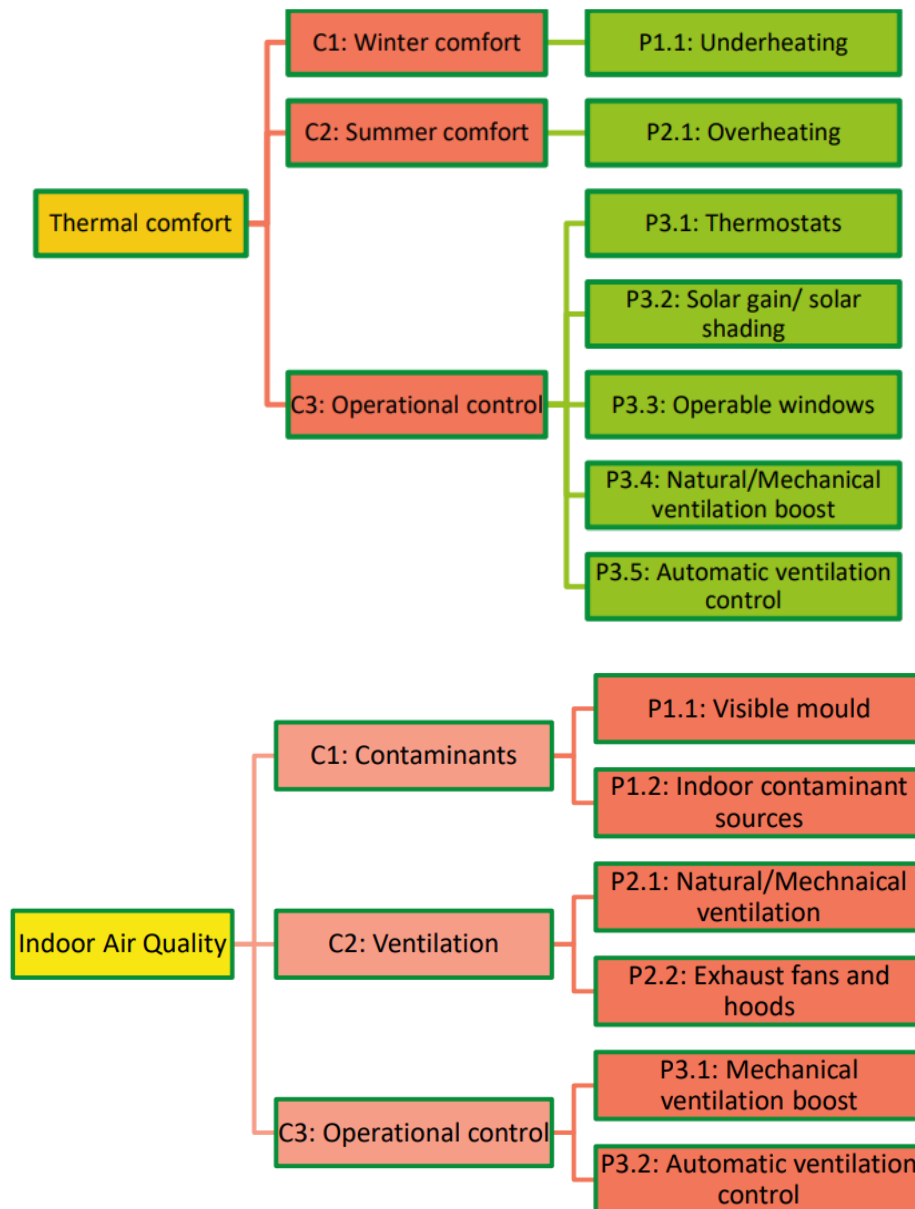 C1: Winter comfort
P1.1: Underheating
C2: Summer comfort
P2.1: Overheating
Thermal comfort
P3.1: Thermostats
P3.2: Solar gain/ solar
shading
C3: Operational control
P3.3: Operable windows
P3.4: Natural/Mechanical
ventilation boost
P3.5: Automatic ventilation
control
P1.1: Visible mould
C1: Contaminants
P1.2: Indoor contaminant
sources
P2.1: Natural/Mechnaical
ventilation
Indoor Air Quality
C2: Ventilation
P2.2: Exhaust fans and
hoods
P3.1: Mechanical
ventilation boost
C3: Operational control
P3.2: Automatic ventilation
control